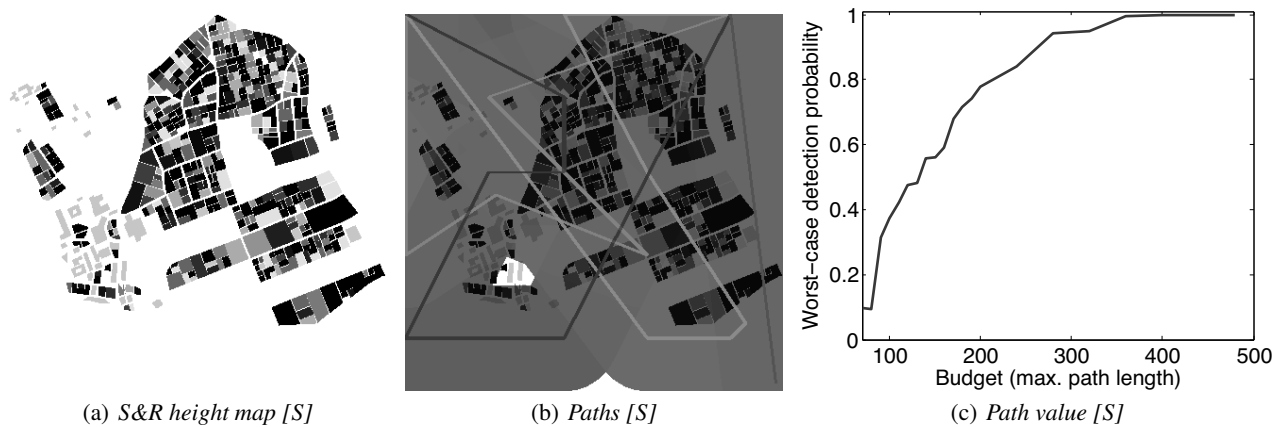 Worst−case detection probability
1
0.8
0.6
0.4
0.2
0
100 200 300 400 500
Budget (max. path length)
(a) S&R height map [S] (b) Paths [S] (c) Path value [S]